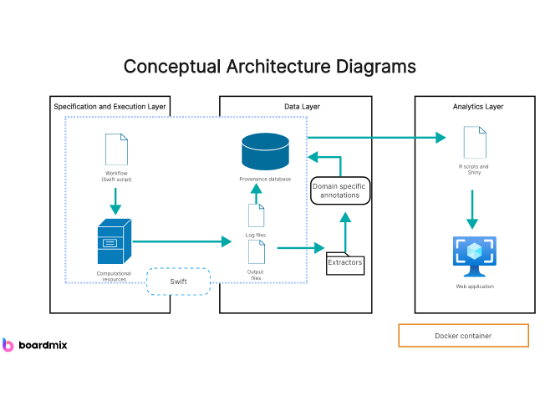 Conceptual Architecture Diagrams
Specification and Execution Layer
Data Layer
Analytics Layer
Workflow
(Swift script)
Provenance database
R scripts and
Shiny
Domain specific
annotations
Log files
Computational
resources
Output
files
Extractors
Swift
Web application
Docker container
boardmix